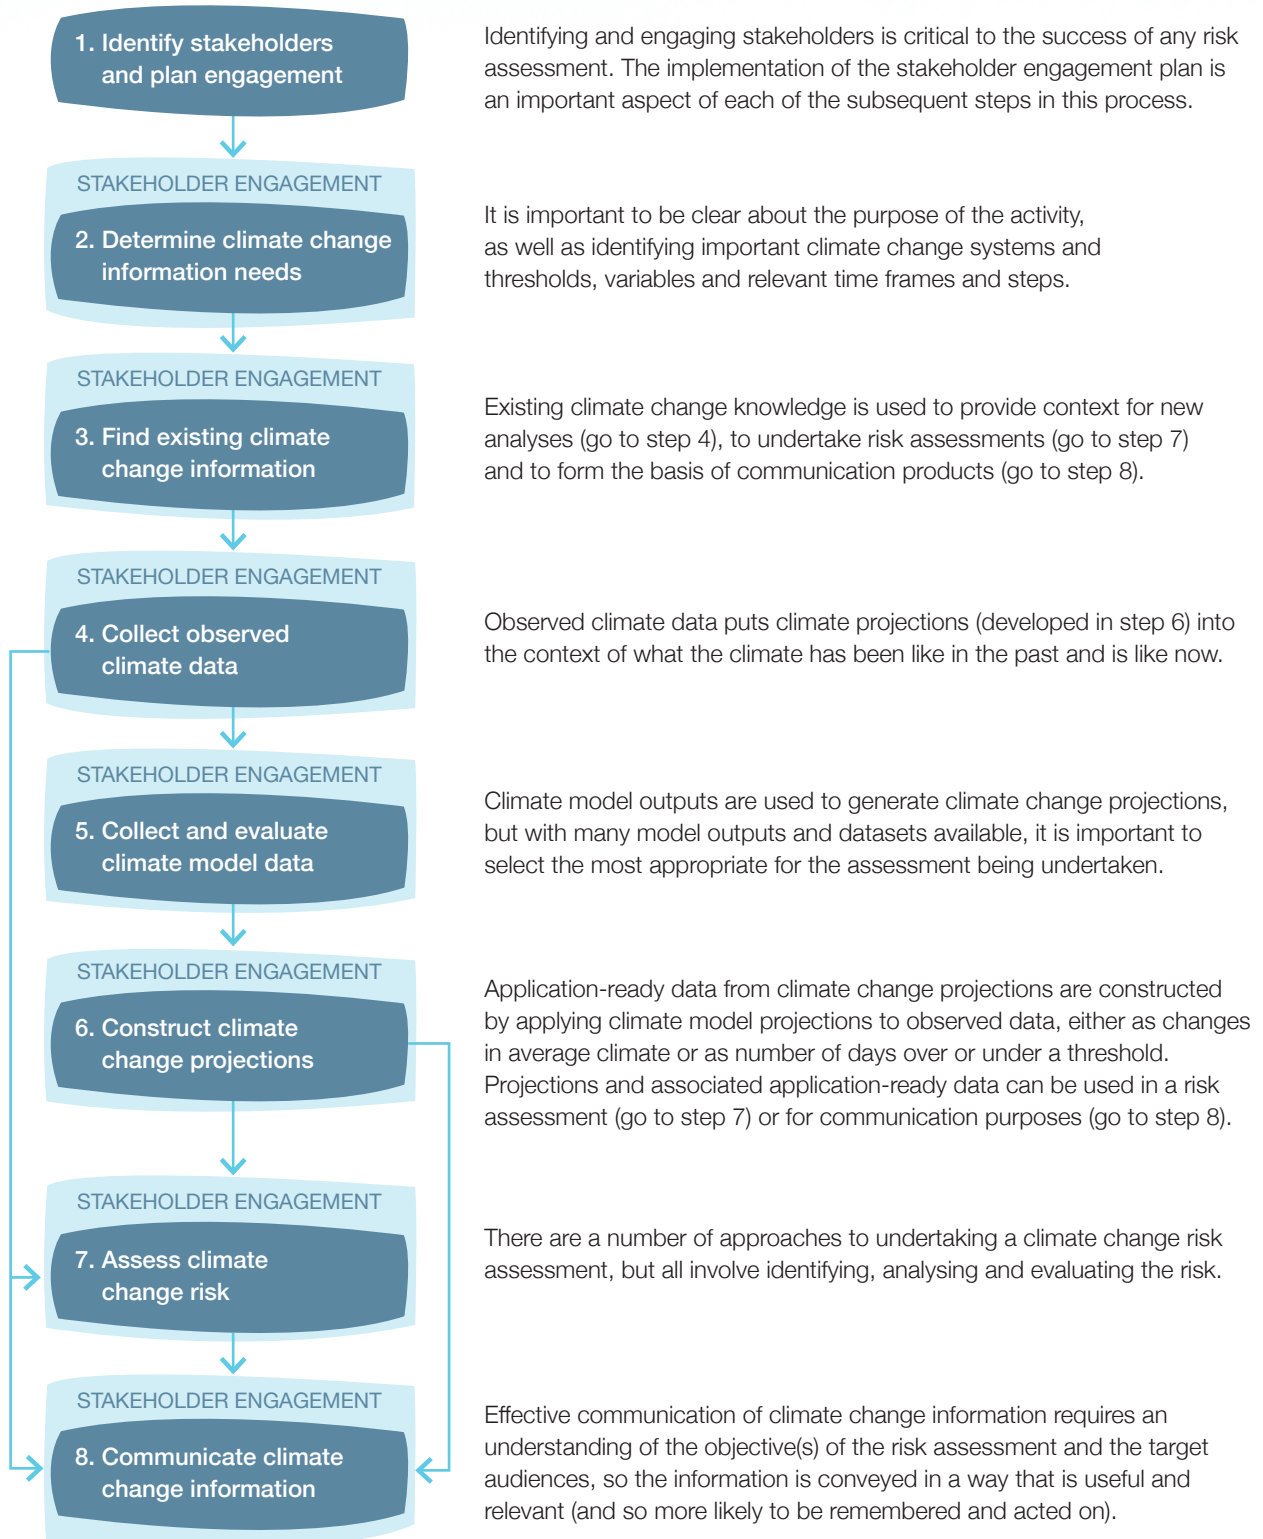 1. Identify stakeholders
and plan engagement
Identifying and engaging stakeholders is critical to the success of any risk
assessment. The implementation of the stakeholder engagement plan is
an important aspect of each of the subsequent steps in this process.
STAKEHOLDER ENGAGEMENT
2. Determine climate change
information needs
It is important to be clear about the purpose of the activity,
as well as identifying important climate change systems and
thresholds, variables and relevant time frames and steps.
STAKEHOLDER ENGAGEMENT
3. Find existing climate
change information
Existing climate change knowledge is used to provide context for new
analyses (go to step 4), to undertake risk assessments (go to step 7)
and to form the basis of communication products (go to step 8).
STAKEHOLDER ENGAGEMENT
4. Collect observed
climate data
Observed climate data puts climate projections (developed in step 6) into
the context of what the climate has been like in the past and is like now.
STAKEHOLDER ENGAGEMENT
5. Collect and evaluate
climate model data
Climate model outputs are used to generate climate change projections,
but with many model outputs and datasets available, it is important to
select the most appropriate for the assessment being undertaken.
STAKEHOLDER ENGAGEMENT
6. Construct climate
change projections
Application-ready data from climate change projections are constructed
by applying climate model projections to observed data, either as changes
in average climate or as number of days over or under a threshold.
Projections and associated application-ready data can be used in a risk
assessment (go to step 7) or for communication purposes (go to step 8).
STAKEHOLDER ENGAGEMENT
7. Assess climate
change risk
There are a number of approaches to undertaking a climate change risk
assessment, but all involve identifying, analysing and evaluating the risk.
STAKEHOLDER ENGAGEMENT
8. Communicate climate
change information
Effective communication of climate change information requires an
understanding of the objective(s) of the risk assessment and the target
audiences, so the information is conveyed in a way that is useful and
relevant (and so more likely to be remembered and acted on).